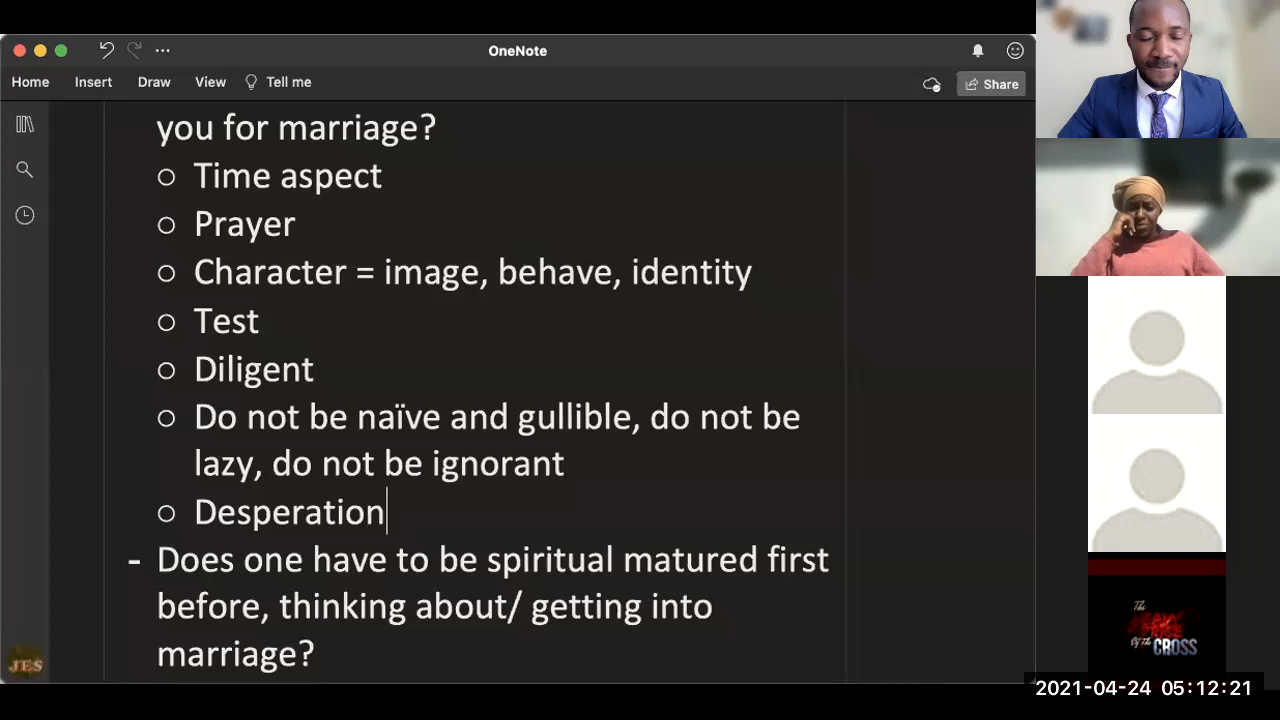 OneNote
Home Insert Draw View Tell me
Share
you for marriage?
Time aspect
Prayer
Character = image, behave, identity
Test
Diligent
Do not be naïve and gullible, do not be
lazy, do not be ignorant
Desperation
- Does one have to be spiritual matured first
before, thinking about/ getting into
marriage?
JES
The
Of The CROSS
2021-04-24 05:12:21